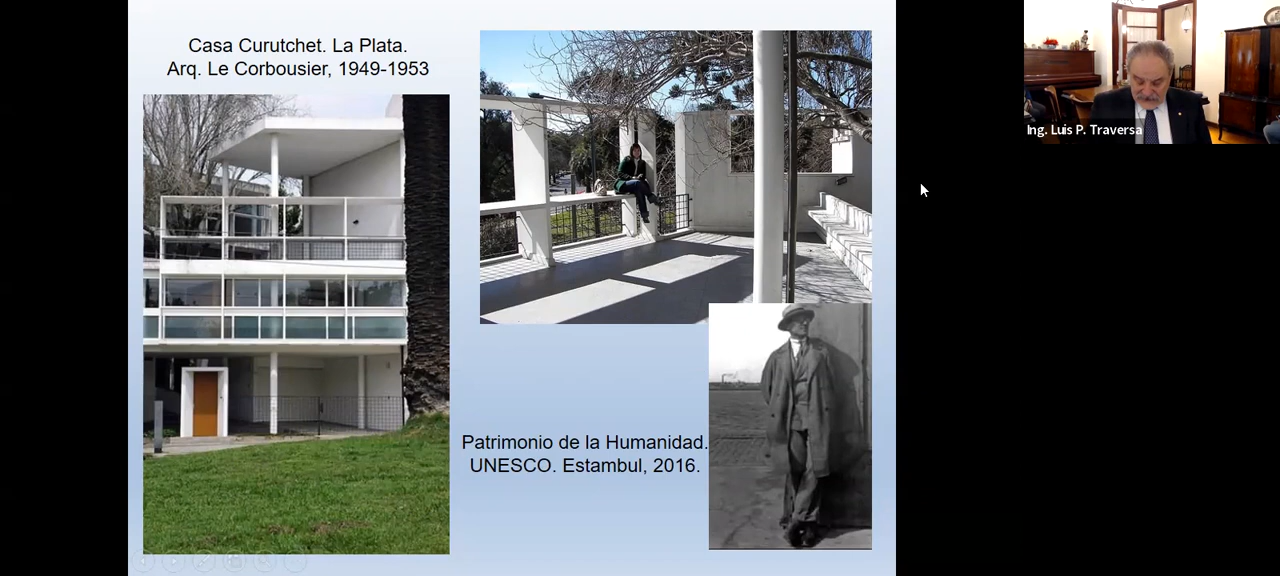 Casa Curutchet. La Plata.
Arq. Le Corbousier, 1949-1953
Ing. Luis P. Traversa
Patrimonio de la Humanidad.
UNESCO. Estambul, 2016.